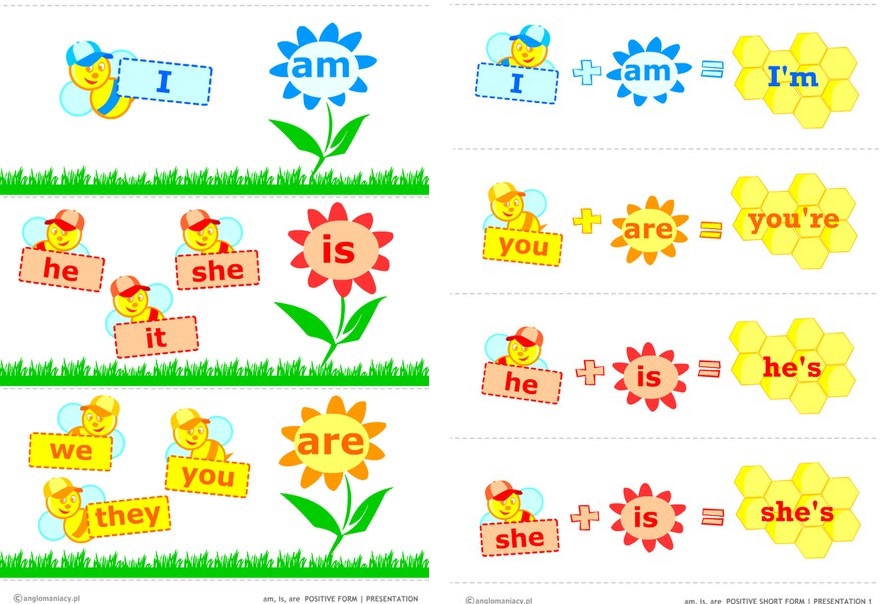 I
am
he
she
is
it
we
you
are
they
©anglomaniacy.pl
am, is, are POSITIVE FORM | PRESENTATION
I + am = I'm
you + are = you're
he + is = he's
she + is = she's
©anglomaniacy.pl
am, is, are POSITIVE SHORT FORM | PRESENTATION 1